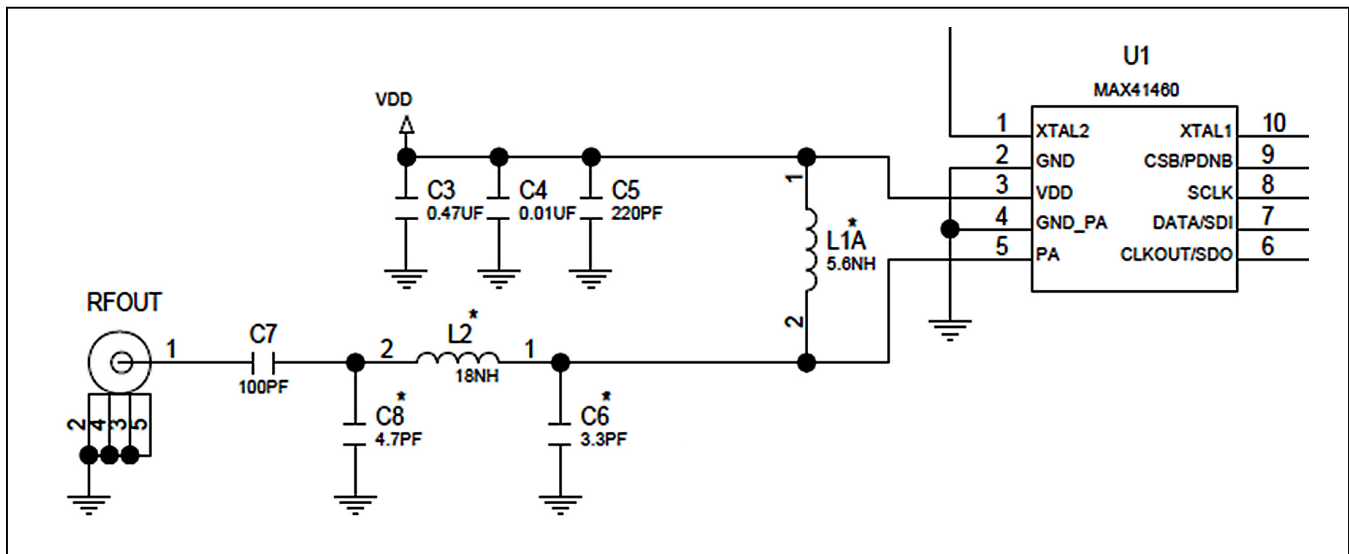 U1
MAX41460
1 XTAL2 XTAL1 10
2 GND CSB/PDNB 9
3 VDD SCLK 8
4 GND_PA DATA/SDI 7
5 PA CLKOUT/SDO 6
VDD
C3
0.47UF
C4
0.01UF
C5
220PF
1
L1A*
5.6NH
2
RFOUT
1
C7
100PF
2
L2*
18NH
1
C8*
4.7PF
C6*
3.3PF
2
4
3
5